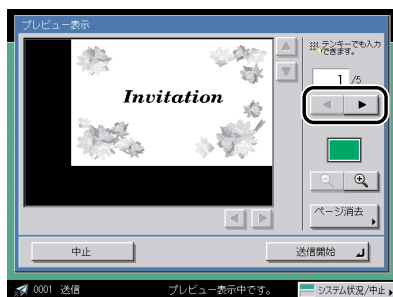 プレビュー表示
テンキーでも入力
できます。
1 /5
Invitation
ページ消去
中止
送信開始
0001 送信
プレビュー表示中です。
システム状況/中止